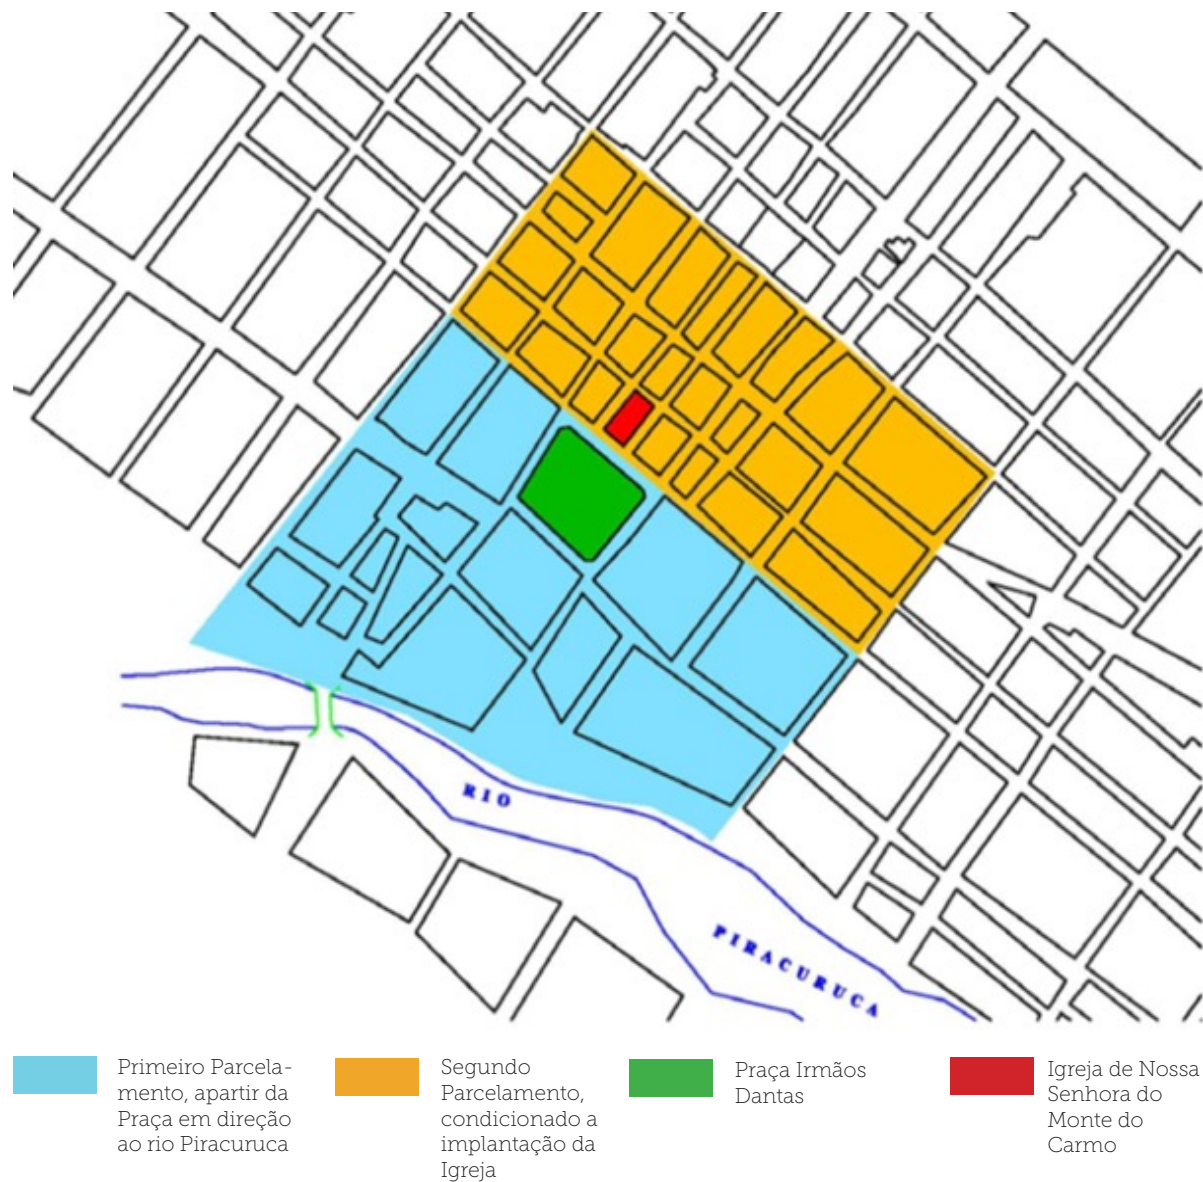 RIO
PIRACURUCA
Primeiro Parcela-
mento, apartir da
Praça em direção
ao rio Piracuruca
Segundo
Parcelamento,
condicionado a
implantação da
Igreja
Praça Irmãos
Dantas
Igreja de Nossa
Senhora do
Monte do
Carmo